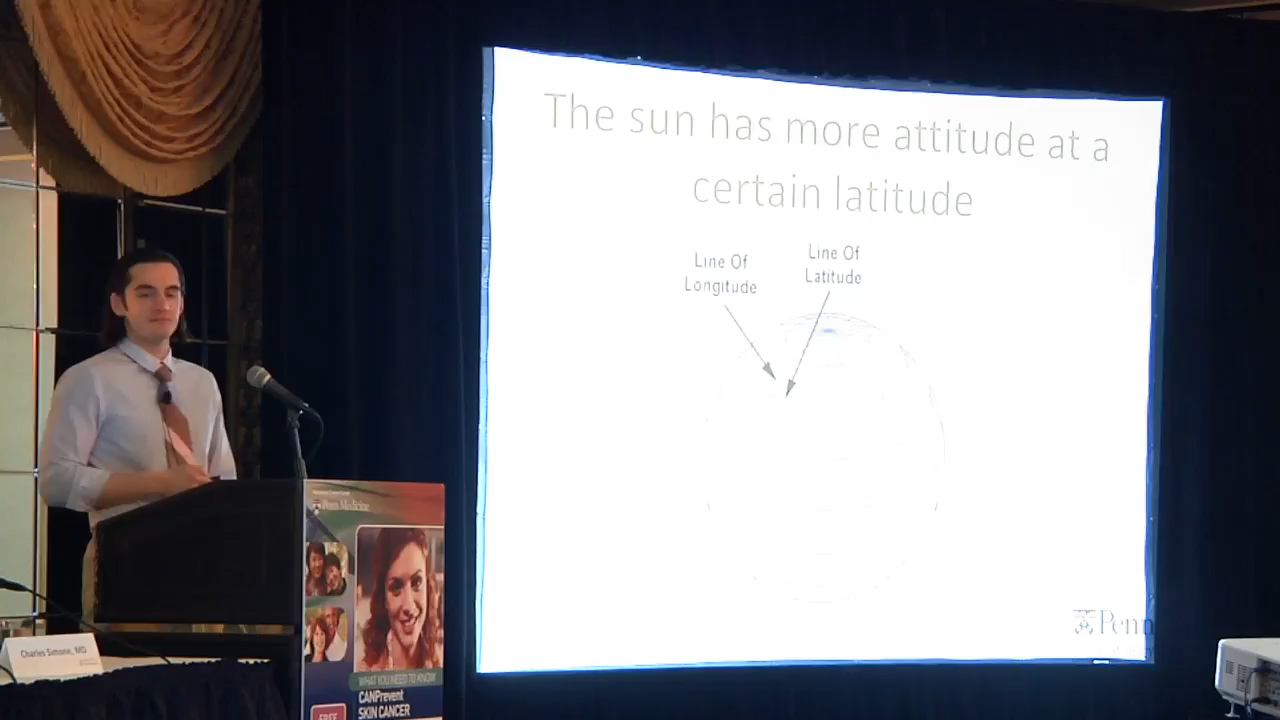 The sun has more attitude at a
certain latitude
Line Of
Longitude
Line Of
Latitude
Penn
Penn Medicine
WHAT YOU NEED TO KNOW
CANPrevent
SKIN CANCER
FREE
Charles Simone, MD